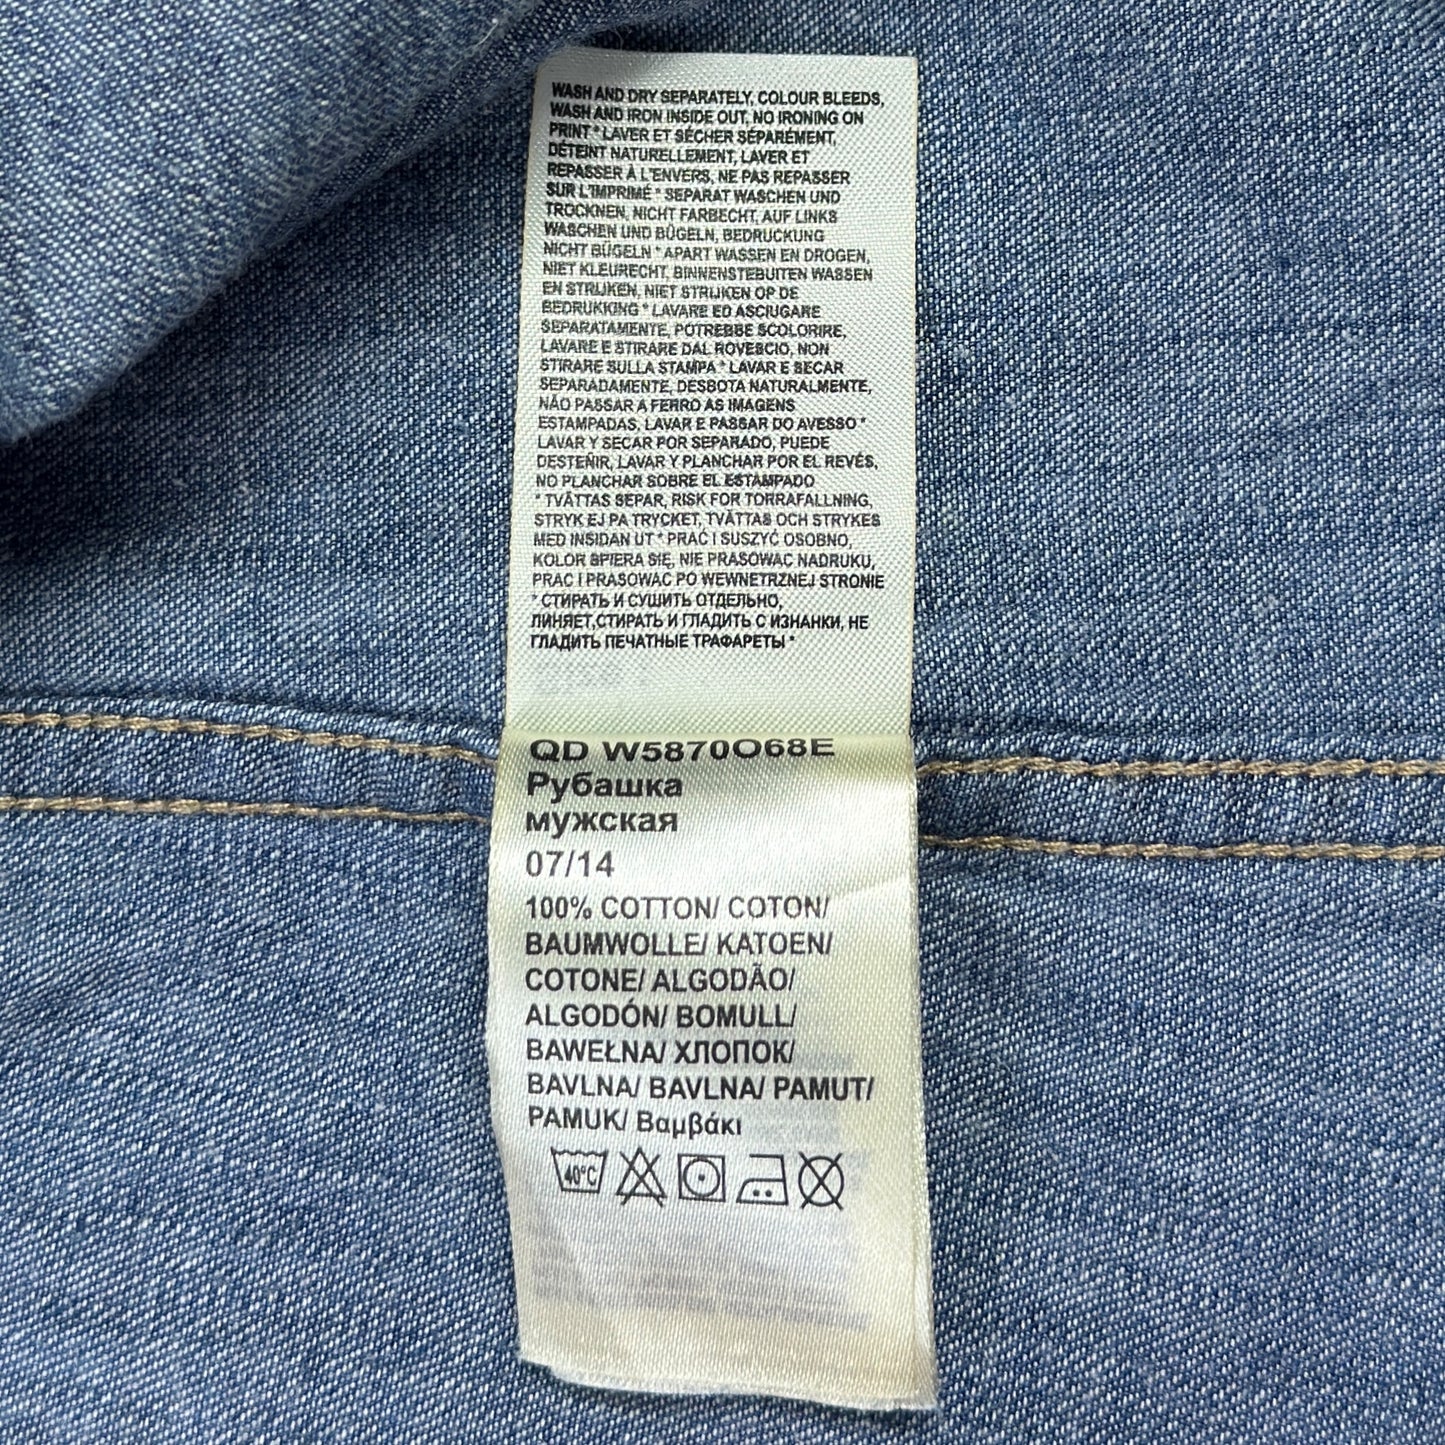 WASH AND DRY SEPARATELY, COLOUR BLEEDS,
WASH AND IRON INSIDE OUT, NO IRONING ON
PRINT * LAVER ET SÉCHER SÉPARÉMENT,
DÉTEINT NATURELLEMENT, LAVER ET
REPASSER À L'ENVERS, NE PAS REPASSER
SUR L'IMPRIMÉ * SEPARAT WASCHEN UND
TROCKNEN, NICHT FARBECHT, AUF LINKS
WASCHEN UND BÜGELN, BEDRUCKUNG
NICHT BÜGELN * APART WASSEN EN DROGEN,
NIET KLEURECHT, BINNENSTEBUITEN WASSEN
EN STRIJKEN, NIET STRIJKEN OP DE
BEDRUKKING * LAVARE ED ASCIUGARE
SEPARATAMENTE, POTREBBE SCOLORIRE,
LAVARE E STIRARE DAL ROVESCIO, NON
STIRARE SULLA STAMPA * LAVAR E SECAR
SEPARADAMENTE, DESBOTA NATURALMENTE,
NÃO PASSAR A FERRO AS IMAGENS
ESTAMPADAS, LAVAR E PASSAR DO AVESSO *
LAVAR Y SECAR POR SEPARADO, PUEDE
DESTEÑIR, LAVAR Y PLANCHAR POR EL REVÉS,
NO PLANCHAR SOBRE EL ESTAMPADO
* TVÄTTAS SEPAR, RISK FOR TORRAFALLNING,
STRYK EJ PA TRYCKET, TVÄTTAS OCH STRYKES
MED INSIDAN UT * PRAĆ I SUSZYĆ OSOBNO,
KOLOR SPIERA SIĘ, NIE PRASOWAĆ NADRUKU,
PRAĆ I PRASOWAĆ PO WEWNĘTRZNEJ STRONIE
* СТИРАТЬ И СУШИТЬ ОТДЕЛЬНО,
ЛИНЯЕТ,СТИРАТЬ И ГЛАДИТЬ С ИЗНАНКИ, НЕ
ГЛАДИТЬ ПЕЧАТНЫЕ ТРАФАРЕТЫ *
QD W5870O68E
Рубашка
мужская
07/14
100% COTTON/ COTON/
BAUMWOLLE/ KATOEN/
COTONE/ ALGODÃO/
ALGODÓN/ BOMULL/
BAWEŁNA/ ХЛОПОК/
BAVLNA/ BAVLNA/ PAMUT/
PAMUK/ Βαμβάκι
40°C